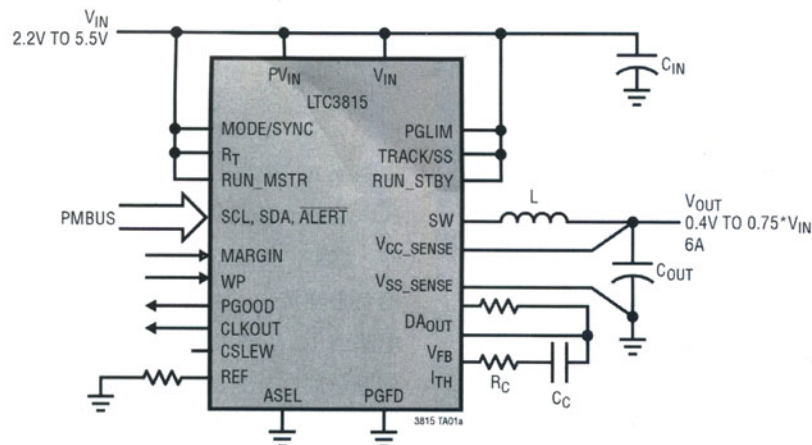 V_IN
2.2V TO 5.5V
C_IN
PV_IN
V_IN
LTC3815
MODE/SYNC
R_T
RUN_MSTR
PGLIM
TRACK/SS
RUN_STBY
PMBUS
SCL, SDA, A̅L̅E̅R̅T̅
SW
L
V_OUT
0.4V TO 0.75*V_IN
6A
V_CC_SENSE
C_OUT
MARGIN
WP
PGOOD
CLKOUT
CSLEW
REF
V_SS_SENSE
DA_OUT
V_FB
I_TH
R_C
C_C
ASEL
PGFD
3815 TA01a